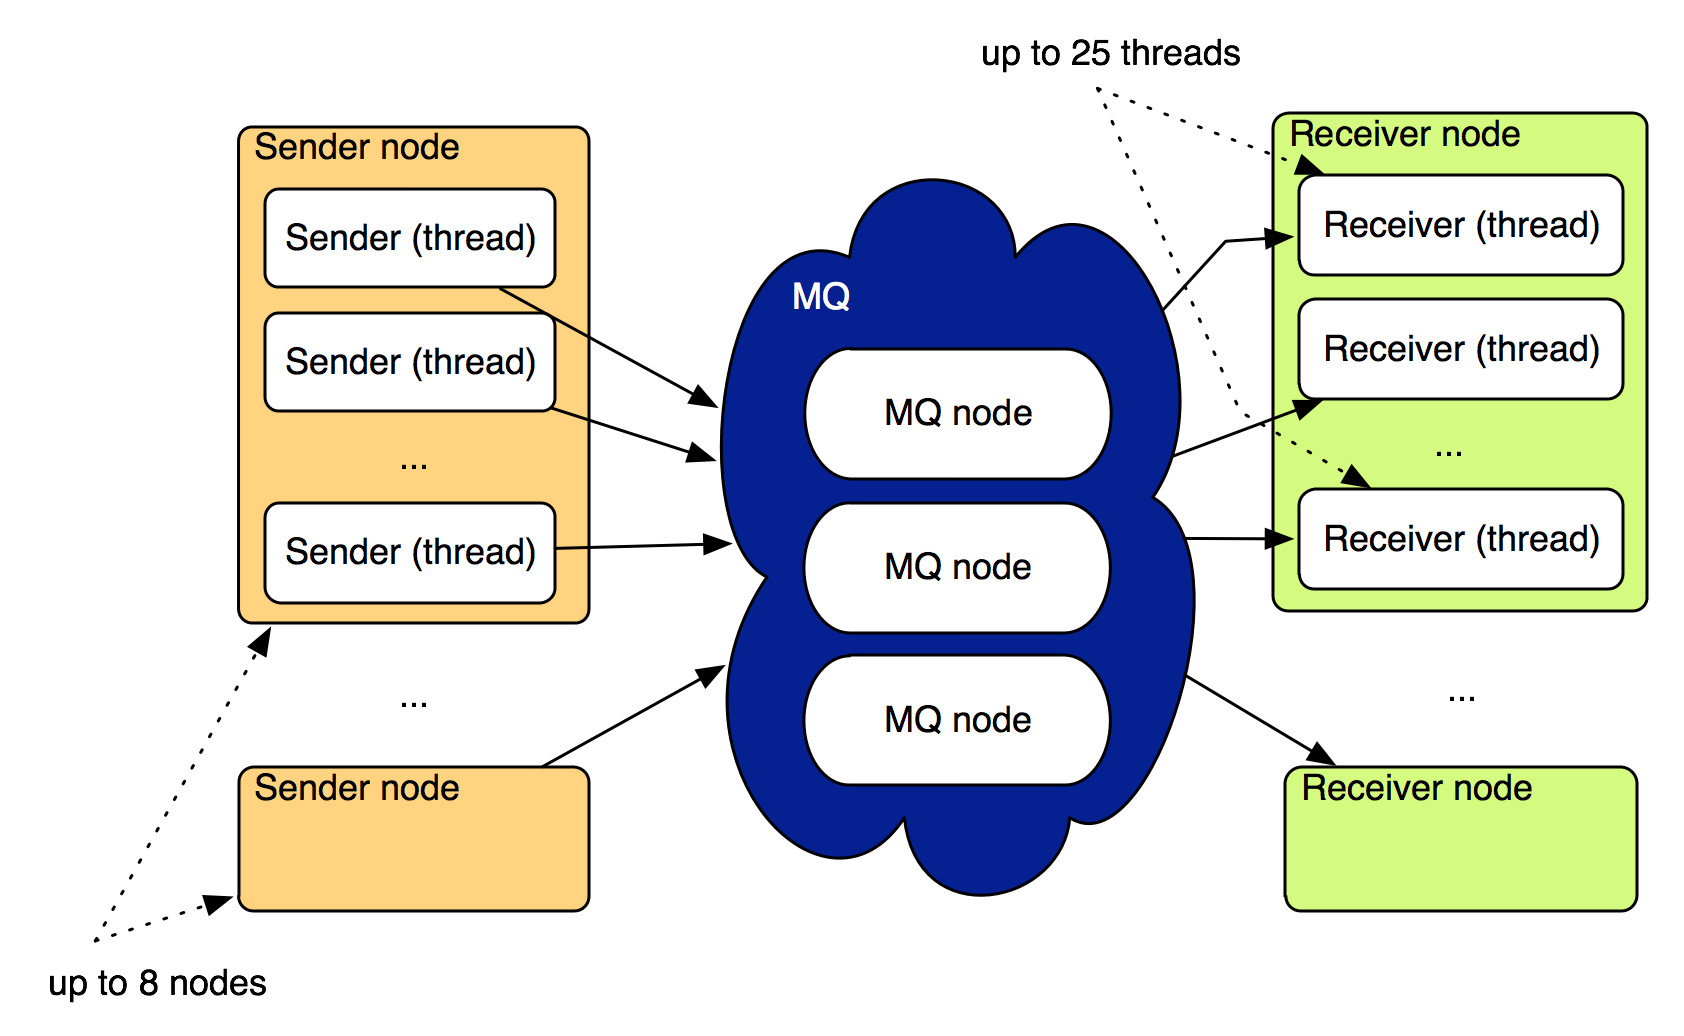 up to 25 threads
Sender node
Sender (thread)
Sender (thread)
...
Sender (thread)
...
Sender node
up to 8 nodes
MQ
MQ node
MQ node
MQ node
Receiver node
Receiver (thread)
Receiver (thread)
...
Receiver (thread)
...
Receiver node